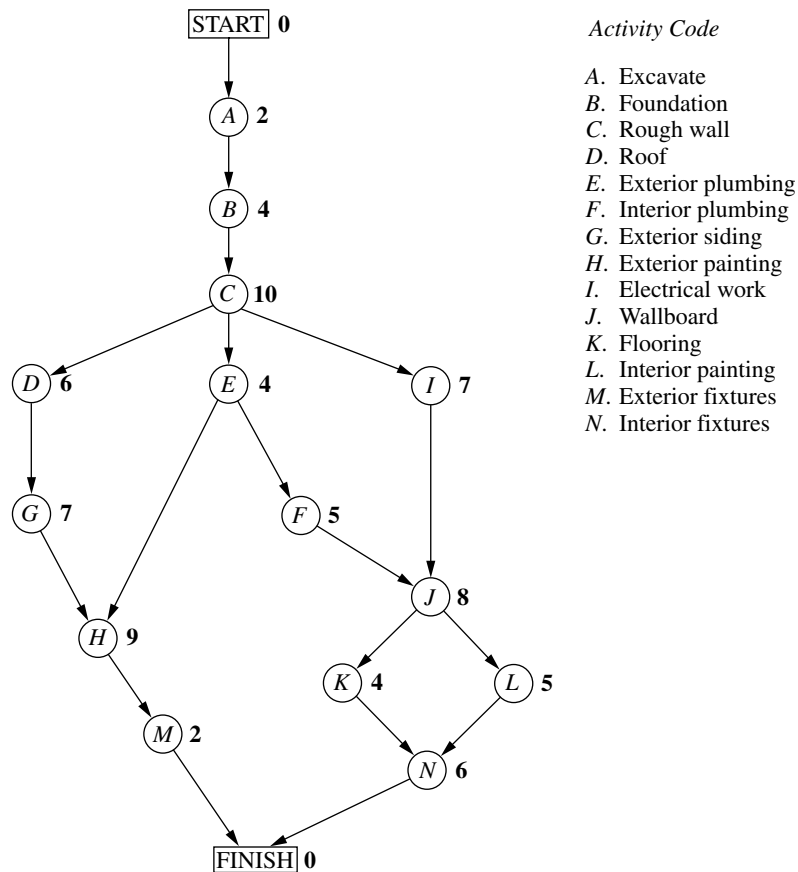 START 0
Activity Code
A. Excavate
B. Foundation
C. Rough wall
D. Roof
E. Exterior plumbing
F. Interior plumbing
G. Exterior siding
H. Exterior painting
I. Electrical work
J. Wallboard
K. Flooring
L. Interior painting
M. Exterior fixtures
N. Interior fixtures
A 2
B 4
C 10
D 6
E 4
I 7
G 7
F 5
J 8
H 9
K 4
L 5
M 2
N 6
FINISH 0